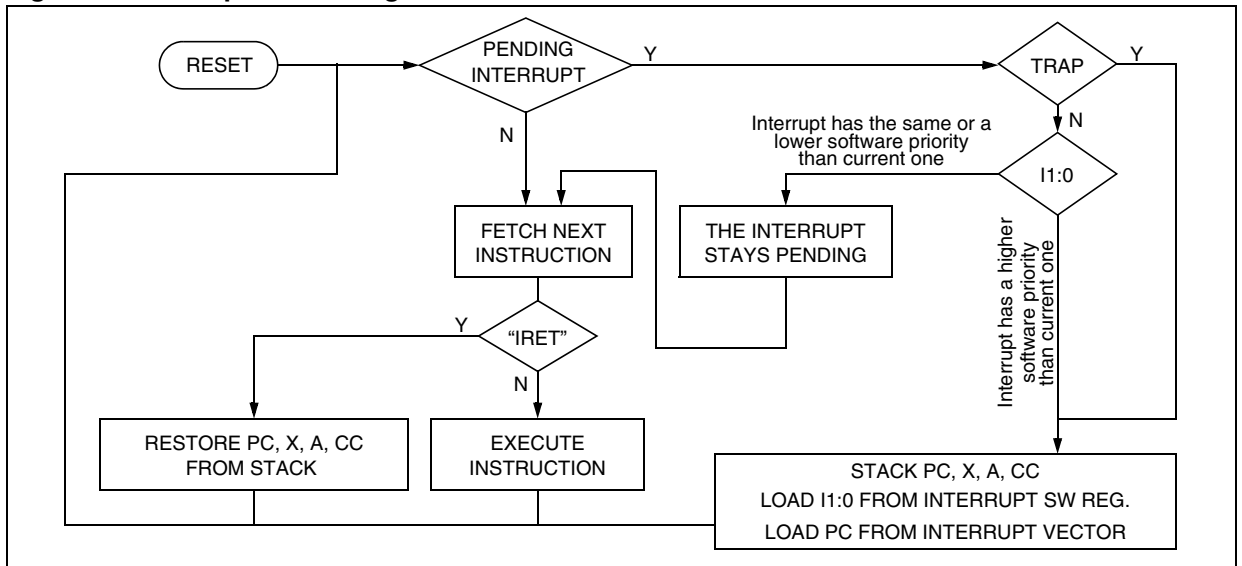 RESET
PENDING
INTERRUPT
Y
TRAP
Y
N
N
Interrupt has the same or a
lower software priority
than current one
I1:0
FETCH NEXT
INSTRUCTION
THE INTERRUPT
STAYS PENDING
Interrupt has a higher
software priority
than current one
Y
“IRET”
N
RESTORE PC, X, A, CC
FROM STACK
EXECUTE
INSTRUCTION
STACK PC, X, A, CC
LOAD I1:0 FROM INTERRUPT SW REG.
LOAD PC FROM INTERRUPT VECTOR